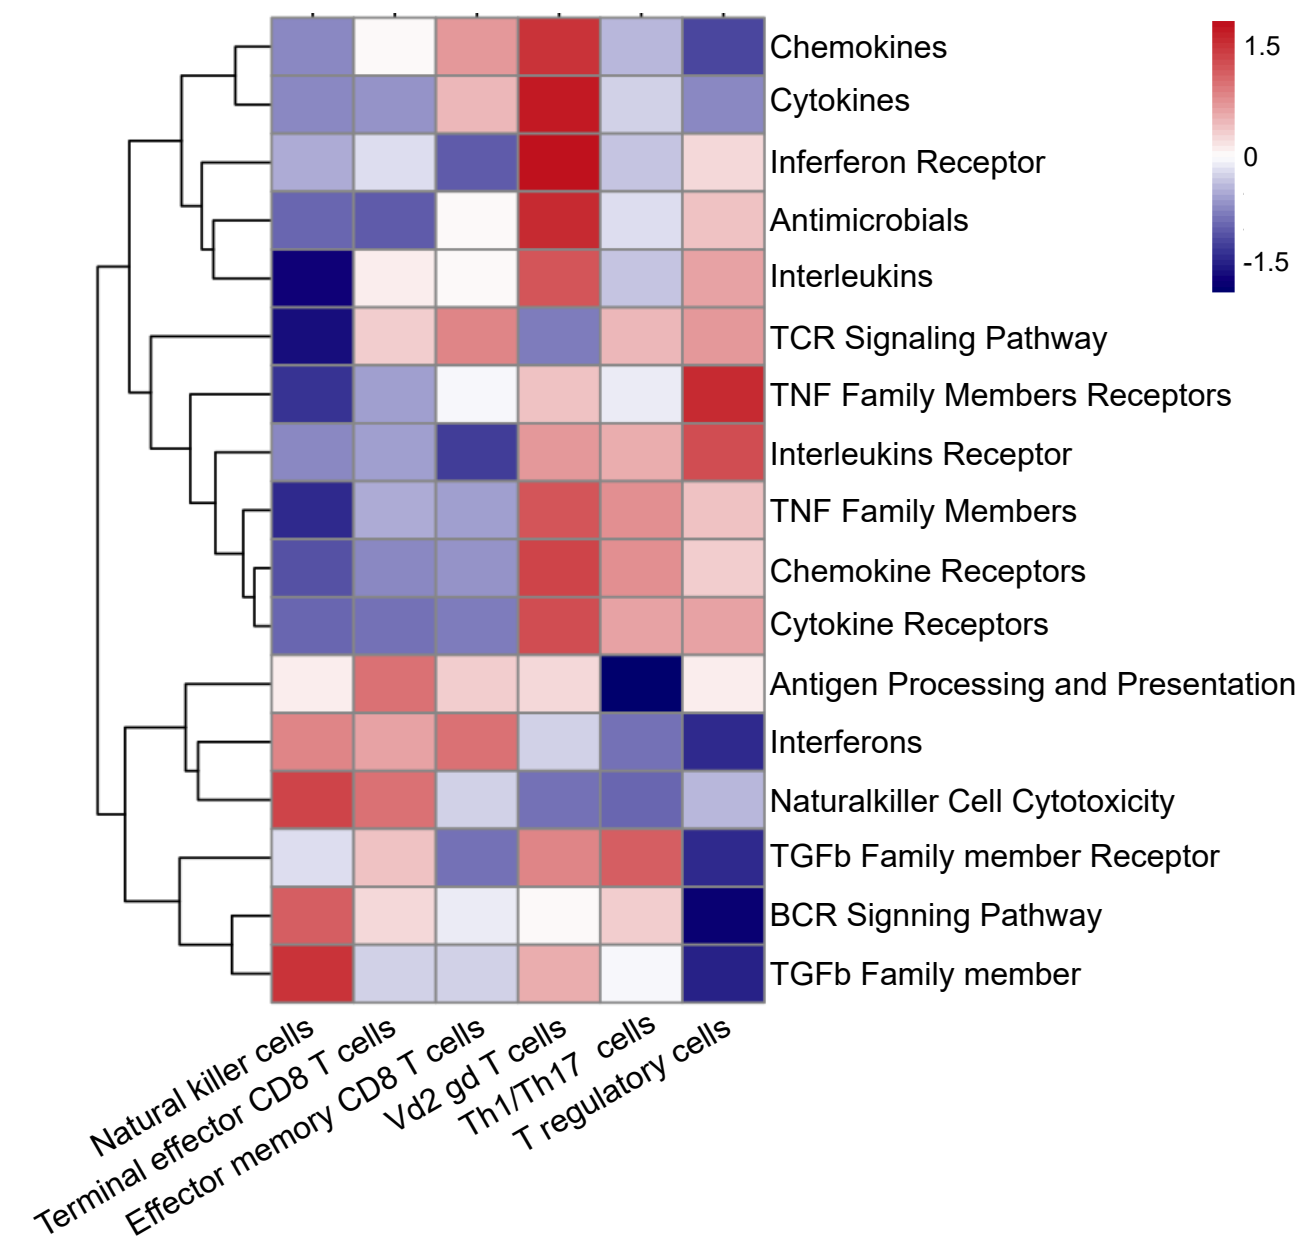 Chemokines
1.5
Cytokines
0
Inferferon Receptor
Antimicrobials
-1.5
Interleukins
TCR Signaling Pathway
TNF Family Members Receptors
Interleukins Receptor
TNF Family Members
Chemokine Receptors
Cytokine Receptors
Antigen Processing and Presentation
Interferons
Naturalkiller Cell Cytotoxicity
TGFb Family member Receptor
BCR Signning Pathway
TGFb Family member
Natural killer cells
Terminal effector CD8 T cells
Effector memory CD8 T cells
Vd2 gd T cells
Th1/Th17 cells
T regulatory cells